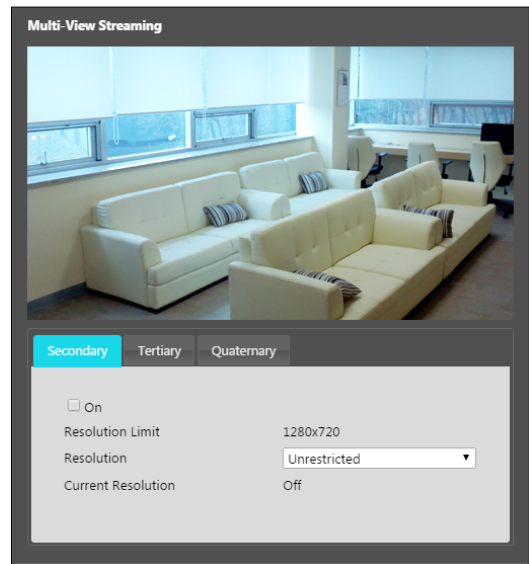 Multi-View Streaming
Secondary Tertiary Quaternary
On
Resolution Limit 1280x720
Resolution Unrestricted
Current Resolution Off